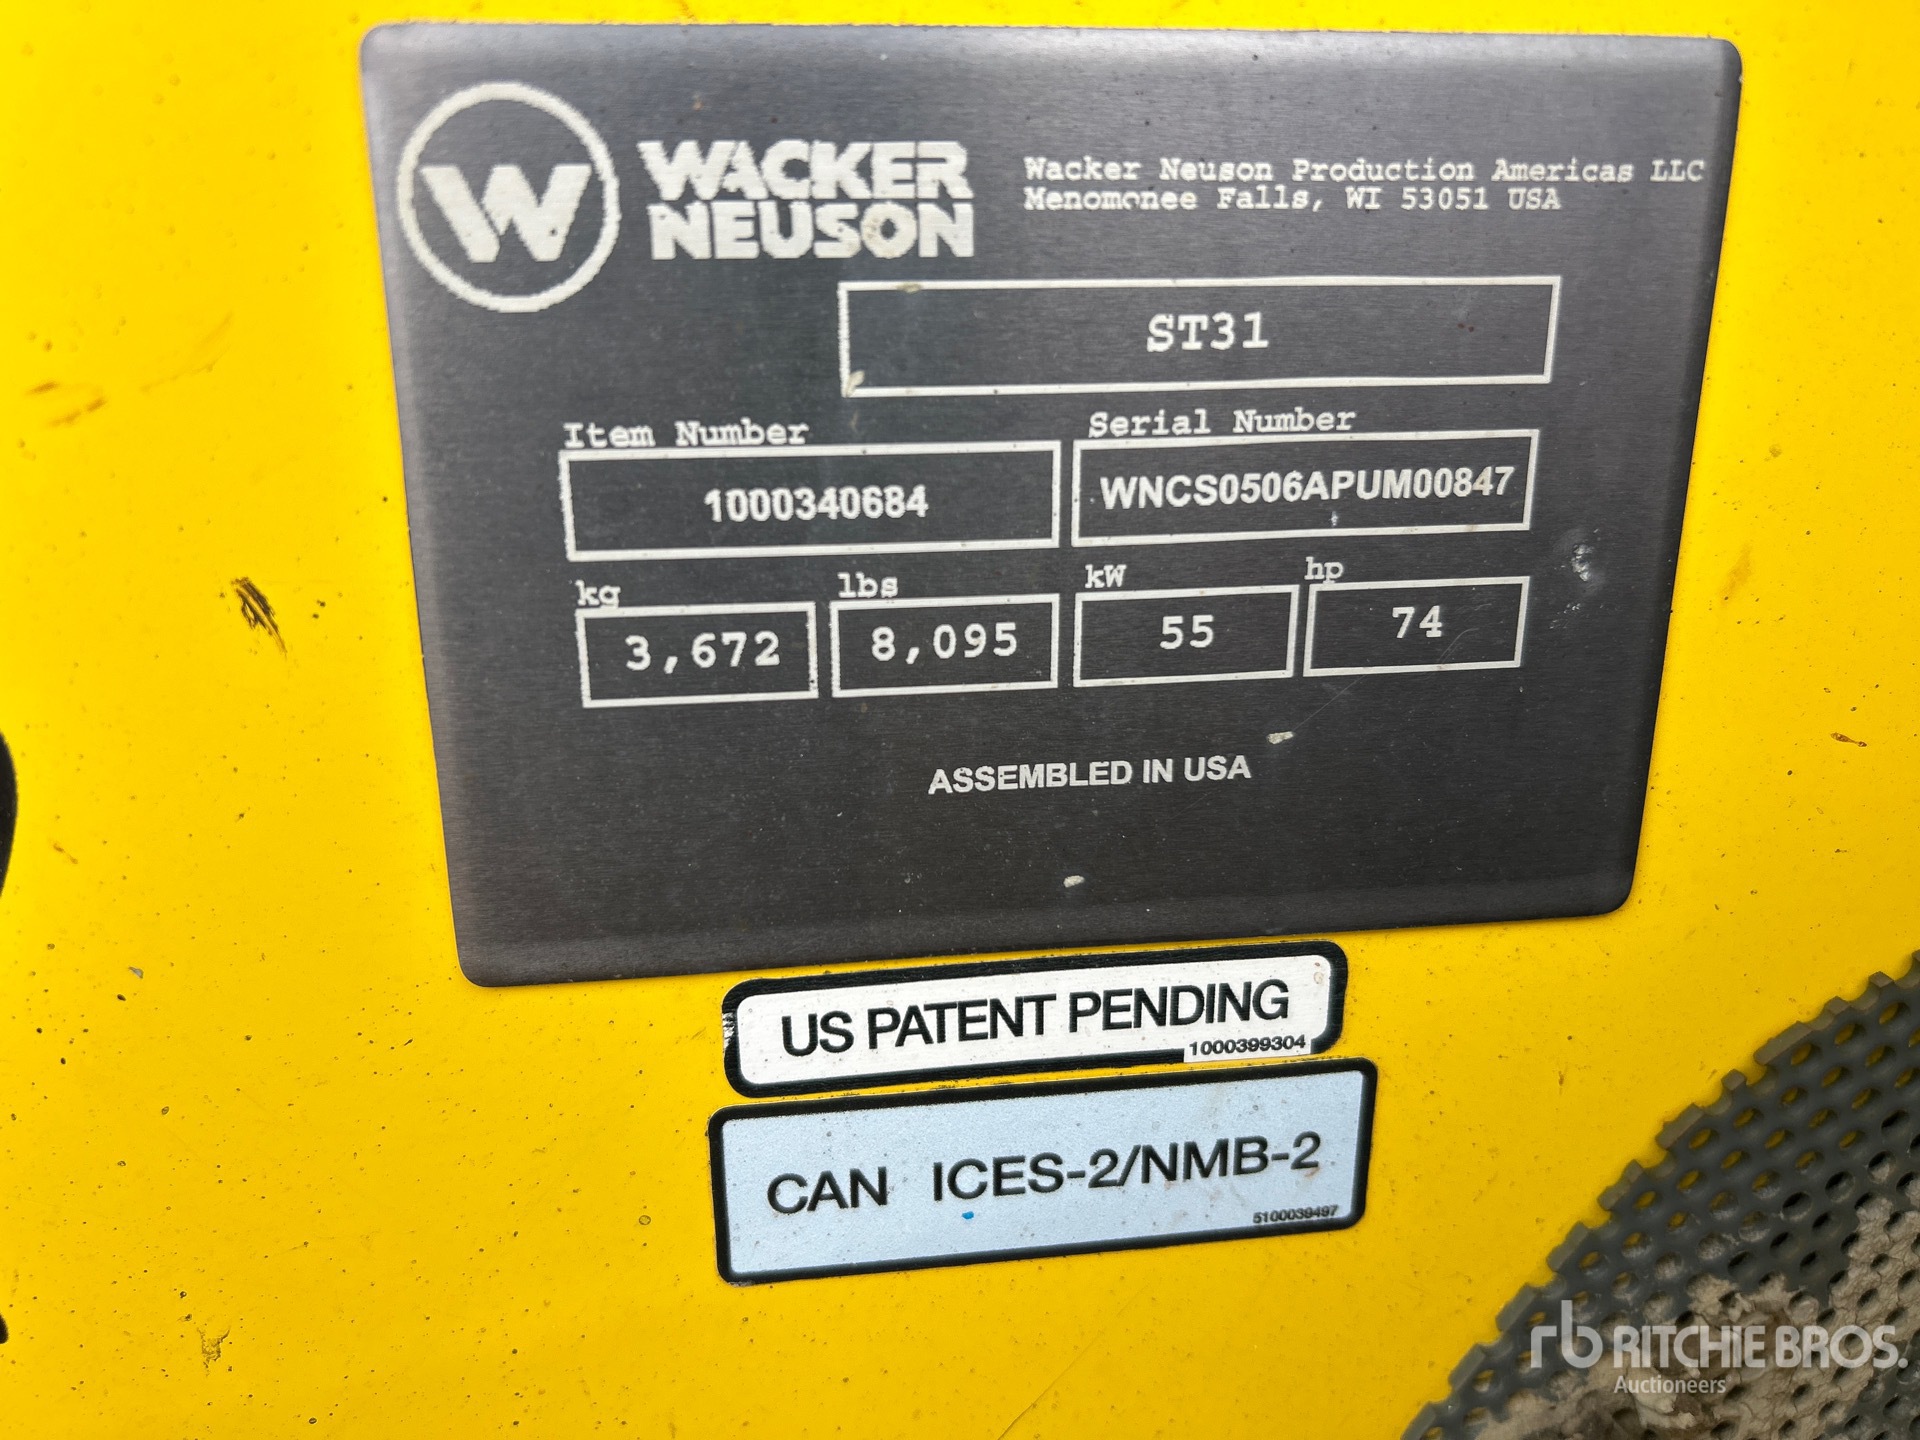 W
WACKER
NEUSON
Wacker Neuson Production Americas LLC
Menomonee Falls, WI 53051 USA
ST31
Item Number
Serial Number
1000340684
WNCS0506APUM00847
kg
lbs
kW
hp
3,672
8,095
55
74
ASSEMBLED IN USA
US PATENT PENDING
1000399304
CAN ICES-2/NMB-2
5100039497
rb RITCHIE BROS.
Auctioneers